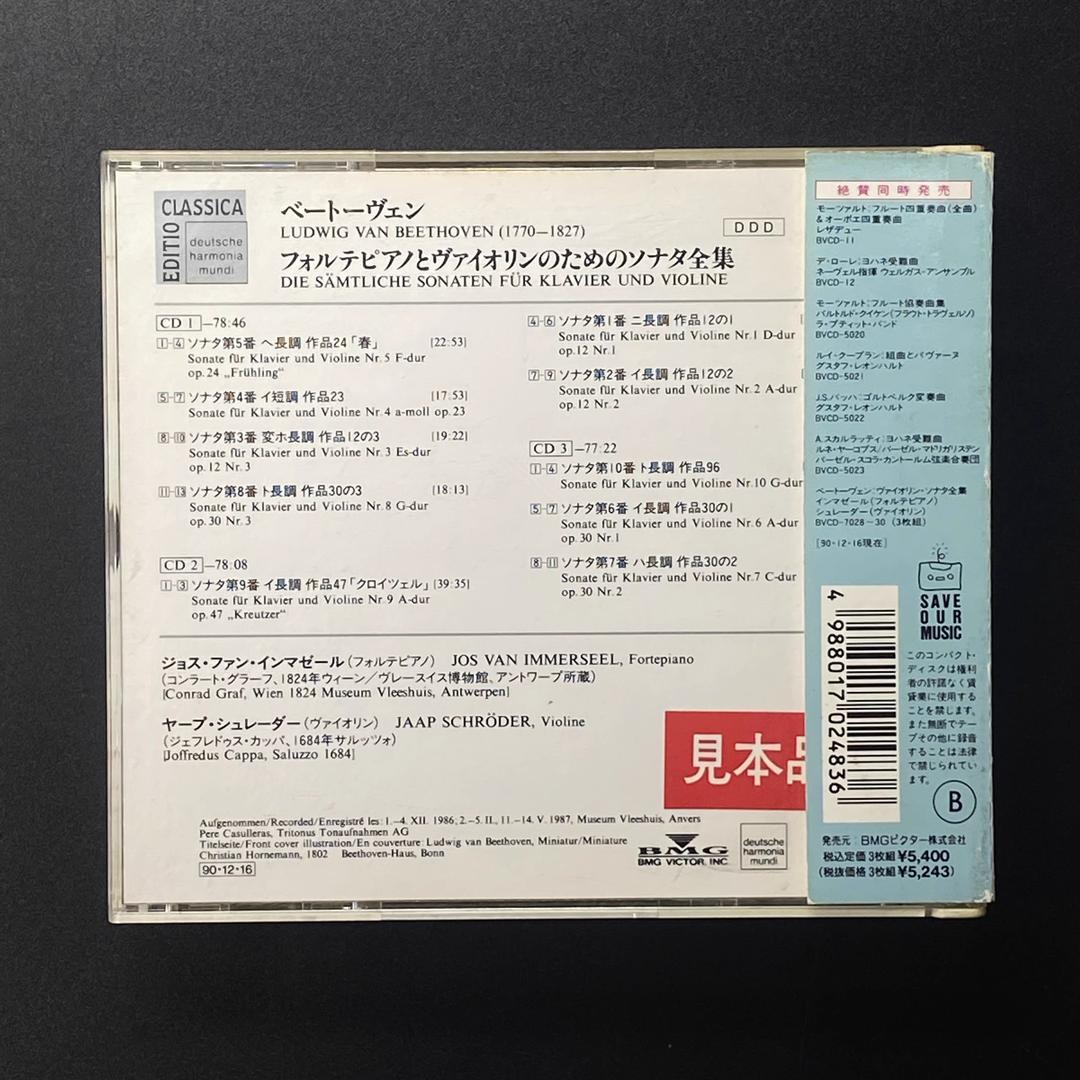 EDITIO
CLASSICA
deutsche
harmonia
mundi
ベートーヴェン
LUDWIG VAN BEETHOVEN (1770—1827)
DDD
フォルテピアノとヴァイオリンのためのソナタ全集
DIE SÄMTLICHE SONATEN FÜR KLAVIER UND VIOLINE
CD 1 —78:46
1-4 ソナタ第5番 ヘ長調 作品24「春」 [22:53]
Sonate für Klavier und Violine Nr. 5 F-dur
op. 24 „Frühling“
5-7 ソナタ第4番 イ短調 作品23 [17:53]
Sonate für Klavier und Violine Nr. 4 a-moll op. 23
8-10 ソナタ第3番 変ホ長調 作品12の3 [19:22]
Sonate für Klavier und Violine Nr. 3 Es-dur
op. 12 Nr. 3
11-13 ソナタ第8番 ト長調 作品30の3 [18:13]
Sonate für Klavier und Violine Nr. 8 G-dur
op. 30 Nr. 3
CD 2 —78:08
1-3 ソナタ第9番 イ長調 作品47「クロイツェル」 [39:35]
Sonate für Klavier und Violine Nr. 9 A-dur
op. 47 „Kreutzer“
4-6 ソナタ第1番 ニ長調 作品12の1 [
Sonate für Klavier und Violine Nr. 1 D-dur
op. 12 Nr. 1
7-9 ソナタ第2番 イ長調 作品12の2 [
Sonate für Klavier und Violine Nr. 2 A-dur
op. 12 Nr. 2
CD 3 —77:22
1-4 ソナタ第10番 ト長調 作品96
Sonate für Klavier und Violine Nr. 10 G-dur
5-7 ソナタ第6番 イ長調 作品30の1
Sonate für Klavier und Violine Nr. 6 A-dur
op. 30 Nr. 1
8-11 ソナタ第7番 ハ長調 作品30の2
Sonate für Klavier und Violine Nr. 7 C-dur
op. 30 Nr. 2
ジョス・ファン・インマゼール(フォルテピアノ) JOS VAN IMMERSEEL, Fortepiano
(コンラート・グラーフ、1824年ウィーン/ヴレースイス博物館、アントワープ所蔵)
[Conrad Graf, Wien 1824 Museum Vleeshuis, Antwerpen]
ヤープ・シュレーダー(ヴァイオリン) JAAP SCHRÖDER, Violine
(ジェフレドゥス・カッパ、1684年サルッツォ)
[Joffredus Cappa, Saluzzo 1684]
見本品
Aufgenommen/Recorded/Enregistré les: 1.—4. XII. 1986; 2.—5. II., 11.—14. V. 1987, Museum Vleeshuis, Anvers
Pere Casulleras, Tritonus Tonaufnahmen AG
Titelseite/Front cover illustration/En couverture: Ludwig van Beethoven, Miniatur/Miniature
Christian Hornemann, 1802 Beethoven-Haus, Bonn
90・12・16
BMG
BMG VICTOR, INC.
deutsche
harmonia
mundi
絶賛同時発売
モーツァルト:フルート四重奏曲(全曲)
&オーボエ四重奏曲
レザデュー
BVCD-11
デ・ローレ:ヨハネ受難曲
ネーヴェル指揮 ウェルガス・アンサンブル
BVCD-12
モーツァルト:フルート協奏曲集
バルトルド・クイケン(フラウト・トラヴェルソ)
ラ・プティット・バンド
BVCD-5020
ルイ・クープラン:組曲とパヴァーヌ
グスタフ・レオンハルト
BVCD-5021
J.S.バッハ:ゴルトベルク変奏曲
グスタフ・レオンハルト
BVCD-5022
A.スカルラッティ:ヨハネ受難曲
ルネ・ヤーコプス/バーゼル・マドリガリステン
バーゼル・スコラ・カントールム弦楽合奏団
BVCD-5023
ベートーヴェン:ヴァイオリン・ソナタ全集
インマゼール(フォルテピアノ)
シュレーダー(ヴァイオリン)
BVCD-7028〜30 (3枚組)
[90・12・16現在]
4 988017 024836
SAVE
OUR
MUSIC
このコンパクト・
ディスクは権利
者の許諾なく賃
貸業に使用する
ことを禁じます。
また無断でテー
プその他に録音
することは法律
で禁じられてい
ます。
B
発売元:BMGビクター株式会社
税込定価 3枚組 ¥5,400
(税抜価格 3枚組 ¥5,243)